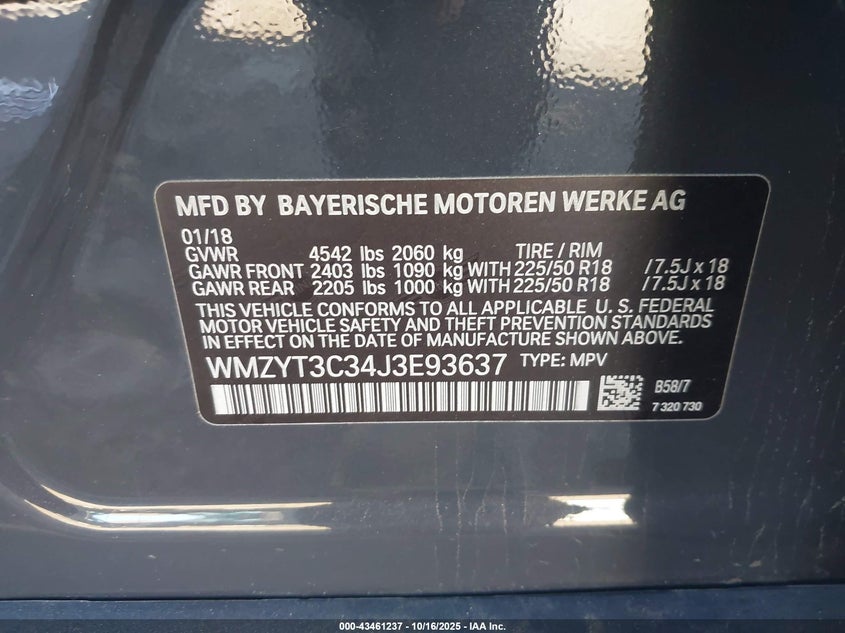 MFD BY BAYERISCHE MOTOREN WERKE AG
01/18
GVWR 4542 lbs 2060 kg TIRE / RIM
GAWR FRONT 2403 lbs 1090 kg WITH 225/50 R18 /7.5J x 18
GAWR REAR 2205 lbs 1000 kg WITH 225/50 R18 /7.5J x 18
THIS VEHICLE CONFORMS TO ALL APPLICABLE U. S. FEDERAL
MOTOR VEHICLE SAFETY AND THEFT PREVENTION STANDARDS
IN EFFECT ON THE DATE OF MANUFACTURE SHOWN ABOVE.
WMZYT3C34J3E93637 TYPE: MPV
B58/7
7 320 730
000-43461237 - 10/16/2025 - IAA Inc.